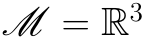 ℳ = ℝ³